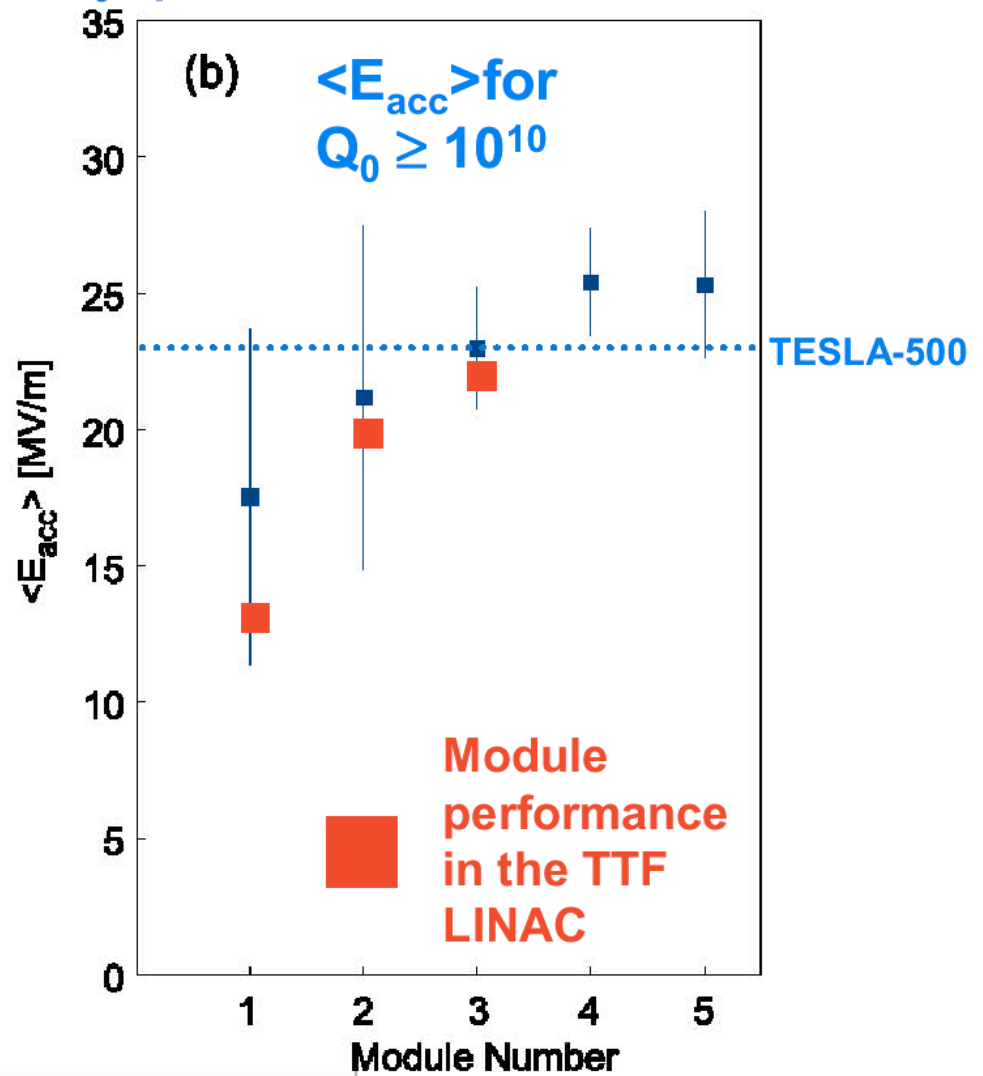 35
(b)
<Eacc>for
Q0 ≥ 10^10
30
25
TESLA-500
20
15
10
5
0
<Eacc> [MV/m]
Module
performance
in the TTF
LINAC
1 2 3 4 5
Module Number